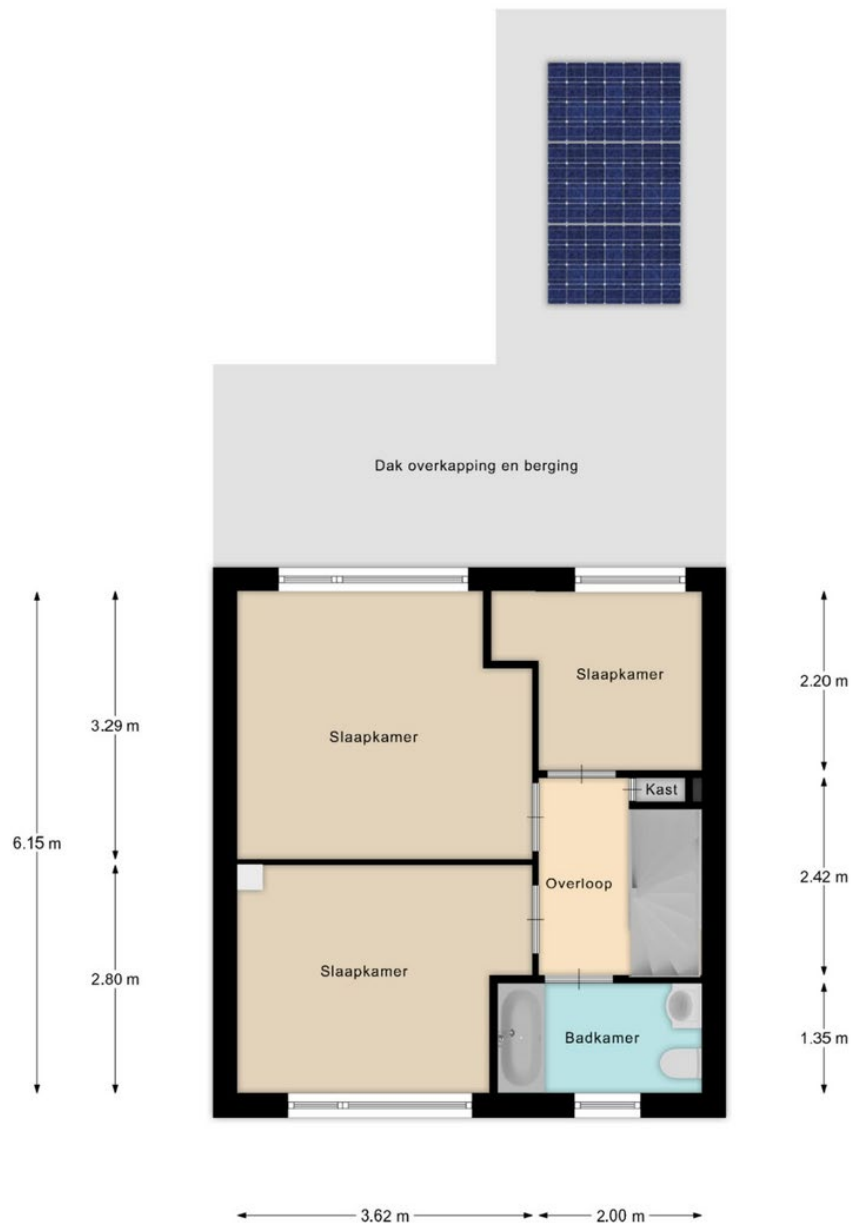 Dak overkapping en berging
Slaapkamer
2.20 m
3.29 m
Slaapkamer
Kast
6.15 m
2.42 m
Overloop
Slaapkamer
2.80 m
Badkamer
1.35 m
3.62 m
2.00 m